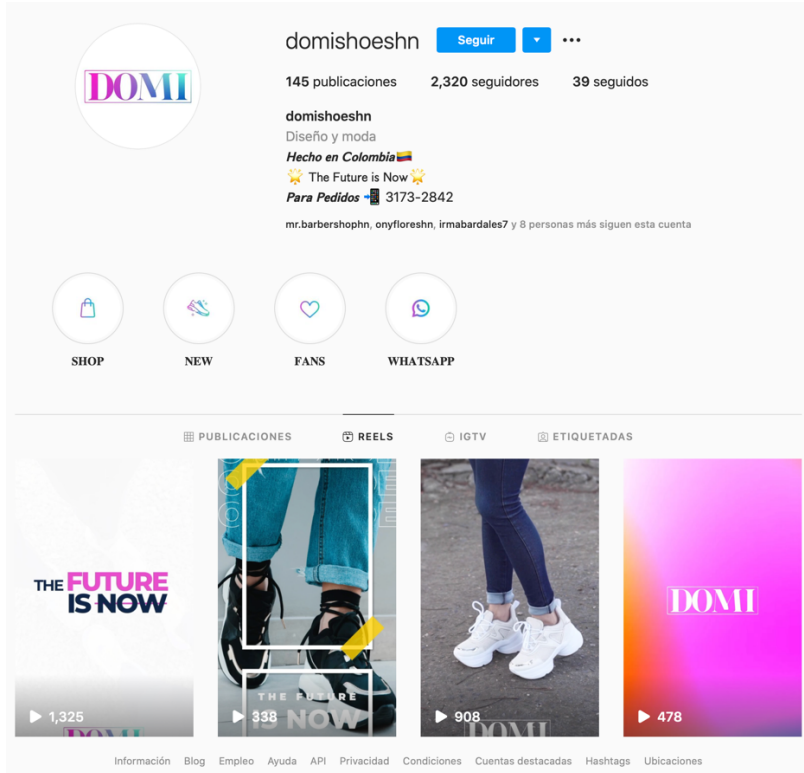 DOMI
domishoeshn
Seguir
145 publicaciones 2,320 seguidores 39 seguidos
domishoeshn
Diseño y moda
Hecho en Colombia🇨🇴
🌟 The Future is Now🌟
Para Pedidos 📲 3173-2842
mr.barbershophn, onyfloreshn, irmabardales7 y 8 personas más siguen esta cuenta
SHOP NEW FANS WHATSAPP
PUBLICACIONES REELS IGTV ETIQUETADAS
THE FUTURE
IS NOW
1,325
DOMI
THE FUTURE
IS NOW
338
908
DOMI
DOMI
478
Información Blog Empleo Ayuda API Privacidad Condiciones Cuentas destacadas Hashtags Ubicaciones